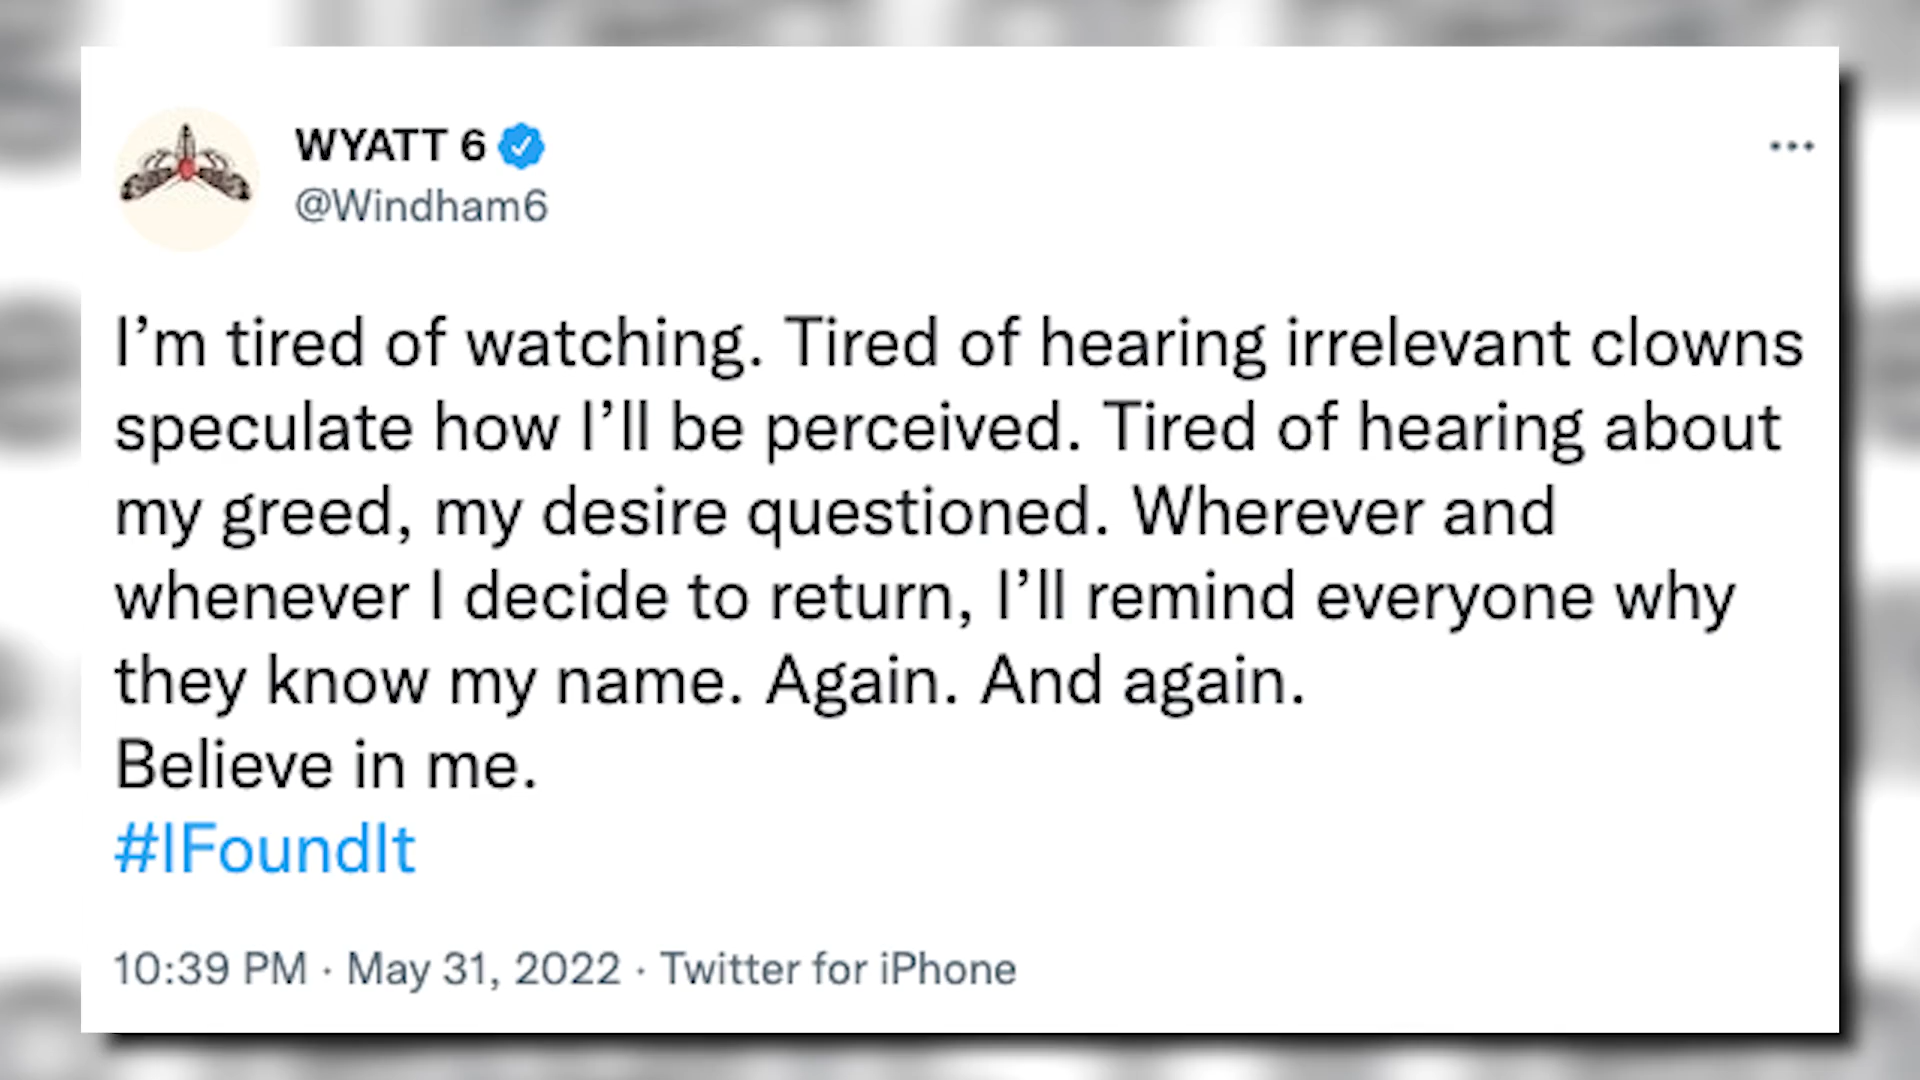 WYATT 6
@Windham6
I’m tired of watching. Tired of hearing irrelevant clowns
speculate how I’ll be perceived. Tired of hearing about
my greed, my desire questioned. Wherever and
whenever I decide to return, I’ll remind everyone why
they know my name. Again. And again.
Believe in me.
#IFoundIt
10:39 PM · May 31, 2022 · Twitter for iPhone